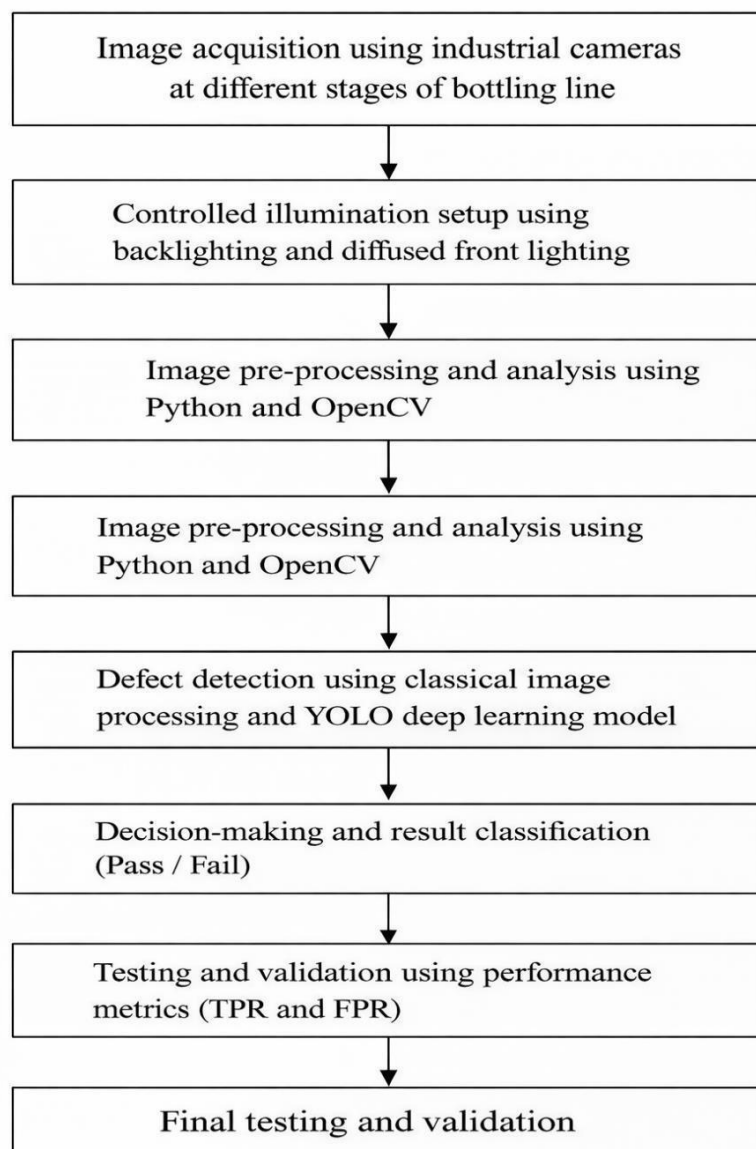 Image acquisition using industrial cameras
at different stages of bottling line
Controlled illumination setup using
backlighting and diffused front lighting
Image pre-processing and analysis using
Python and OpenCV
Image pre-processing and analysis using
Python and OpenCV
Defect detection using classical image
processing and YOLO deep learning model
Decision-making and result classification
(Pass / Fail)
Testing and validation using performance
metrics (TPR and FPR)
Final testing and validation